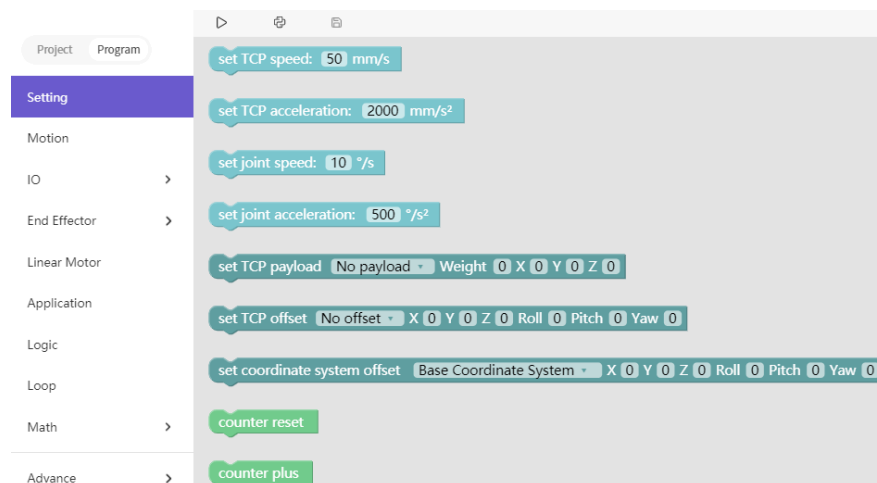 Project Program
Setting
Motion
IO
End Effector
Linear Motor
Application
Logic
Loop
Math
Advance
set TCP speed: 50 mm/s
set TCP acceleration: 2000 mm/s²
set joint speed: 10 °/s
set joint acceleration: 500 °/s²
set TCP payload No payload Weight 0 X 0 Y 0 Z 0
set TCP offset No offset X 0 Y 0 Z 0 Roll 0 Pitch 0 Yaw 0
set coordinate system offset Base Coordinate System X 0 Y 0 Z 0 Roll 0 Pitch 0 Yaw 0
counter reset
counter plus